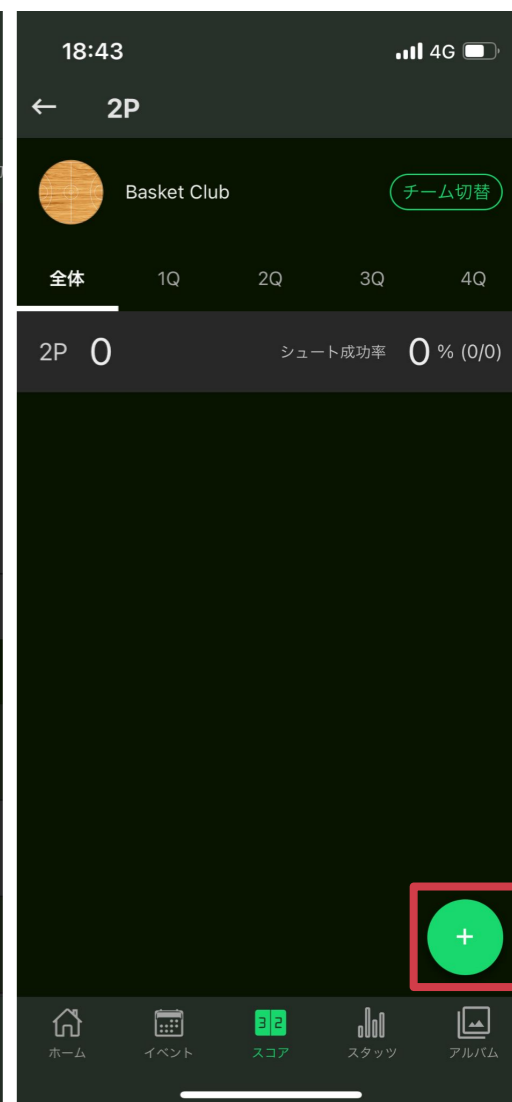 18:43 4G
← 2P
Basket Club チーム切替
全体 1Q 2Q 3Q 4Q
2P 0 シュート成功率 0 % (0/0)
+
32
ホーム イベント スコア スタッツ アルバム